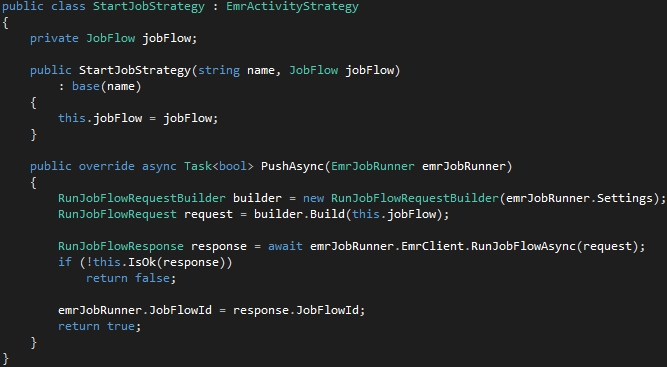 public class StartJobStrategy : EmrActivityStrategy
{
    private JobFlow jobFlow;

    public StartJobStrategy(string name, JobFlow jobFlow)
        : base(name)
    {
        this.jobFlow = jobFlow;
    }

    public override async Task<bool> PushAsync(EmrJobRunner emrJobRunner)
    {
        RunJobFlowRequestBuilder builder = new RunJobFlowRequestBuilder(emrJobRunner.Settings);
        RunJobFlowRequest request = builder.Build(this.jobFlow);

        RunJobFlowResponse response = await emrJobRunner.EmrClient.RunJobFlowAsync(request);
        if (!this.IsOk(response))
            return false;

        emrJobRunner.JobFlowId = response.JobFlowId;
        return true;
    }
}